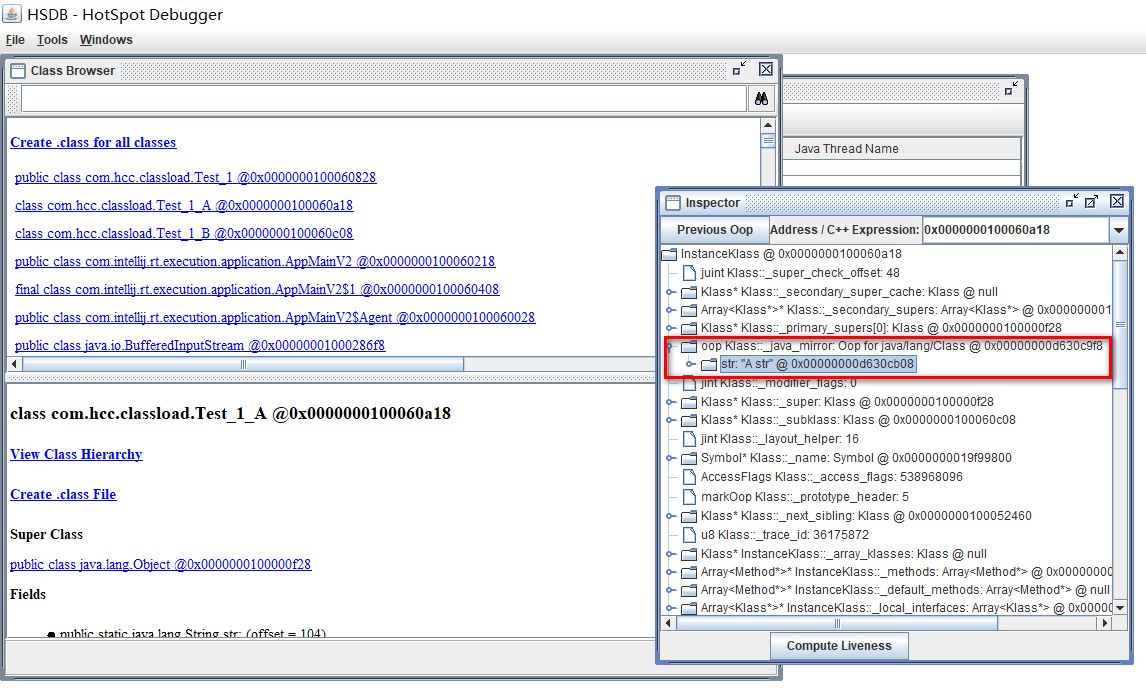 HSDB - HotSpot Debugger
File Tools Windows
Class Browser
Create .class for all classes
public class com.hcc.classload.Test_1 @0x0000000100060828
class com.hcc.classload.Test_1_A @0x0000000100060a18
class com.hcc.classload.Test_1_B @0x0000000100060c08
public class com.intellij.rt.execution.application.AppMainV2 @0x0000000100060218
final class com.intellij.rt.execution.application.AppMainV2$1 @0x0000000100060408
public class com.intellij.rt.execution.application.AppMainV2$Agent @0x0000000100060028
public class java.io.BufferedInputStream @0x01000286f8
class com.hcc.classload.Test_1_A @0x0000000100060a18
View Class Hierarchy
Create .class File
Super Class
public class java.lang.Object @0x0000000100000f28
Fields
public static java.lang.String str; (offset = 104)
Java Thread Name
Inspector
Previous Oop
Address / C++ Expression:
0x0000000100060a18
InstanceKlass @ 0x0000000100060a18
juint Klass::_super_check_offset: 48
Klass* Klass::_secondary_super_cache: Klass @ null
Array<Klass*>* Klass::_secondary_supers: Array<Klass*> @ 0x000000001
Klass* Klass::_primary_supers[0]: Klass @ 0x0000000100000f28
oop Klass::_java_mirror: Oop for java/lang/Class @ 0x00000000d630c9f8
str: "A str" @ 0x00000000d630cb08
jint Klass::_modifier_flags: 0
Klass* Klass::_super: Klass @ 0x0000000100000f28
Klass* Klass::_subklass: Klass @ 0x0000000100060c08
jint Klass::_layout_helper: 16
Symbol* Klass::_name: Symbol @ 0x0000000019f99800
AccessFlags Klass::_access_flags: 538968096
markOop Klass::_prototype_header: 5
Klass* Klass::_next_sibling: Klass @ 0x0000000100052460
u8 Klass::_trace_id: 36175872
Klass* InstanceKlass::_array_klasses: Klass @ null
Array<Method*>* InstanceKlass::_methods: Array<Method*> @ 0x00000000
Array<Method*>* InstanceKlass::_default_methods: Array<Method*> @ null
Array<Klass*>* InstanceKlass::_local_interfaces: Array<Klass*> @ 0x0000
Compute Liveness